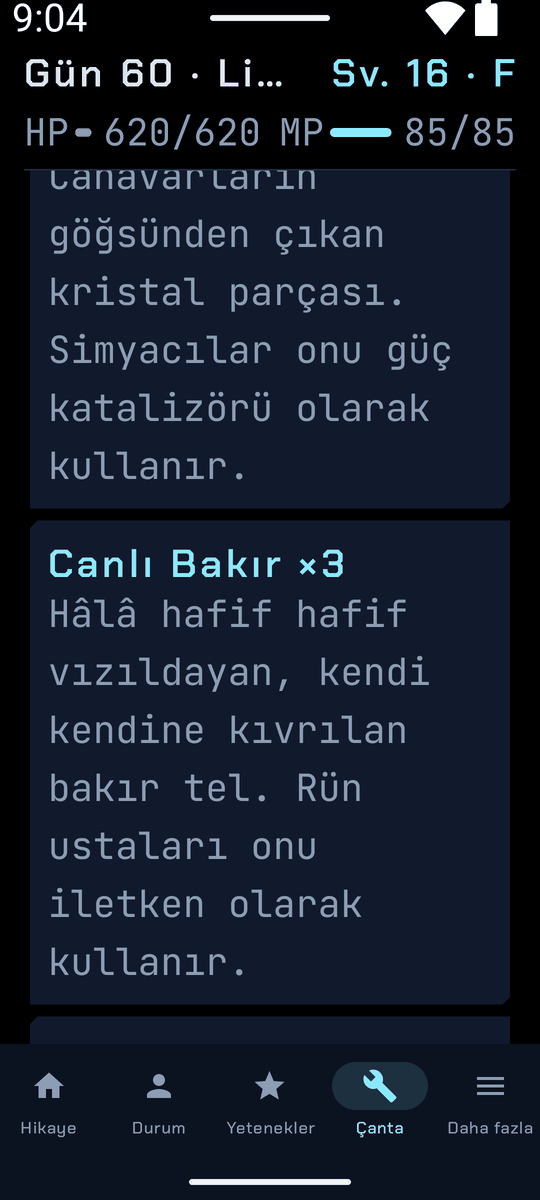 9:04
Gün 60 · Li… Sv. 16 · F
HP 620/620 MP 85/85
canavarların
göğsünden çıkan
kristal parçası.
Simyacılar onu güç
katalizörü olarak
kullanır.
Canlı Bakır ×3
Hâlâ hafif hafif
vızıldayan, kendi
kendine kıvrılan
bakır tel. Rün
ustaları onu
iletken olarak
kullanır.
Hikaye
Durum
Yetenekler
Çanta
Daha fazla